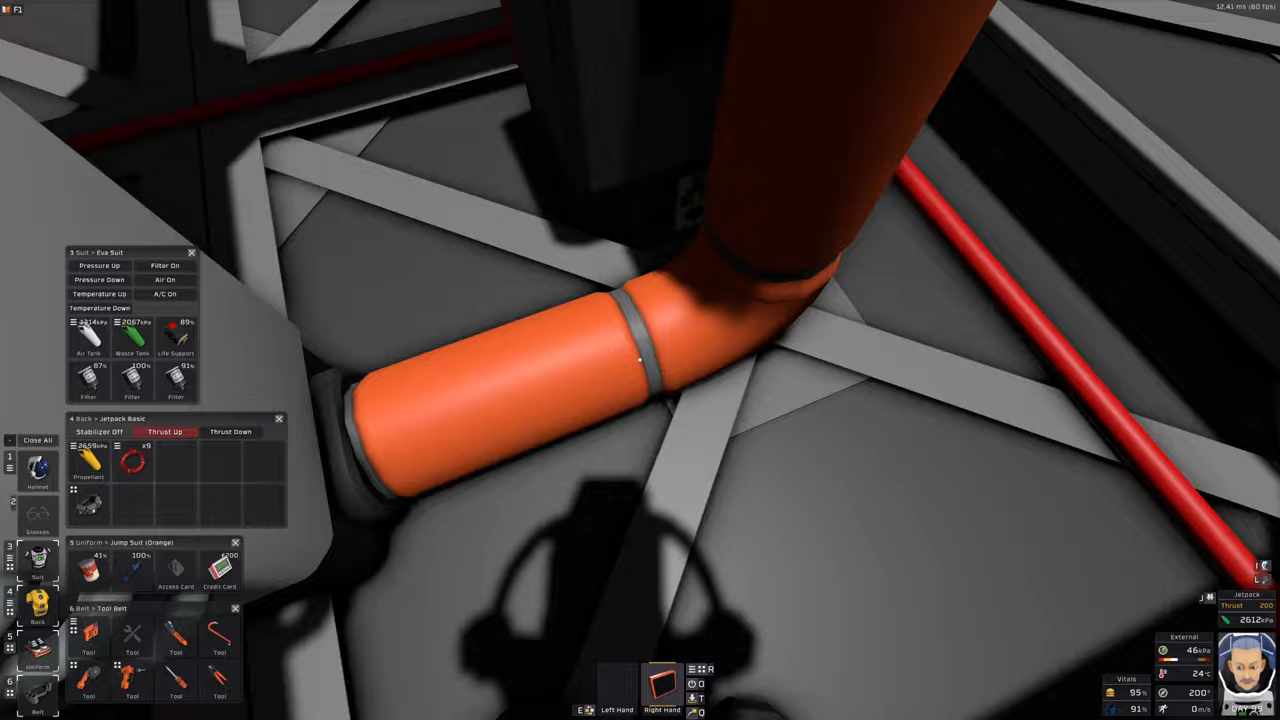 F1
12.41 ms (80 fps)
3 Suit > Eva Suit
Pressure Up
Filter On
Pressure Down
Air On
Temperature Up
A/C On
Temperature Down
2067kPa
89%
Air Tank
Waste Tank
Life Support
87%
100%
91%
Filter
Filter
Filter
4 Back > Jetpack Basic
Stabilizer Off
Thrust Up
Thrust Down
2659kPa
x9
Propellant
Close All
1
Helmet
2
Glasses
3
Suit
4
Back
5
Uniform
6
Belt
5 Uniform > Jump Suit (Orange)
41%
100%
Access Card
Credit Card
6 Belt > Tool Belt
Tool
Tool
Tool
Tool
Tool
Tool
Tool
Tool
E
Left Hand
Right Hand
R
O
T
Q
I
L
J
Jetpack
Thrust 200
2612kPa
External
46kPa
24°C
200°
0m/s
Vitals
95%
91%
DAY 99